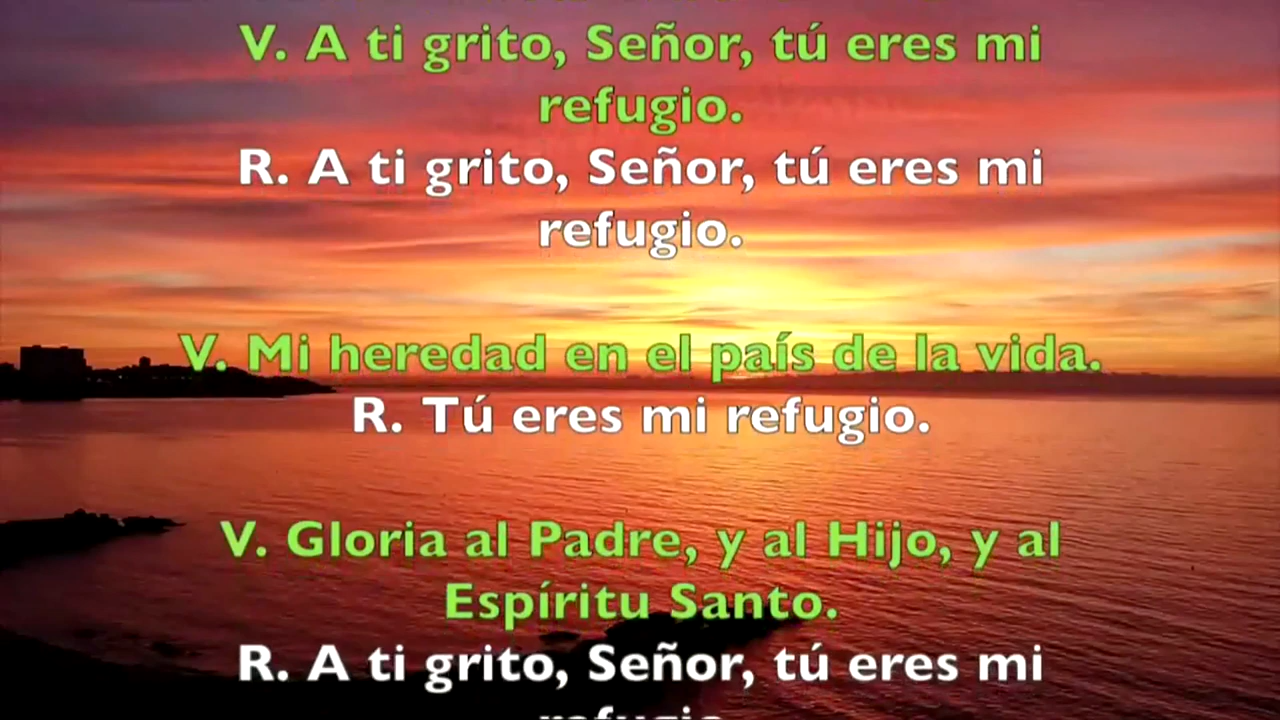 V. A ti grito, Señor, tú eres mi
refugio.
R. A ti grito, Señor, tú eres mi
refugio.
V. Mi heredad en el país de la vida.
R. Tú eres mi refugio.
V. Gloria al Padre, y al Hijo, y al
Espíritu Santo.
R. A ti grito, Señor, tú eres mi
refugio.